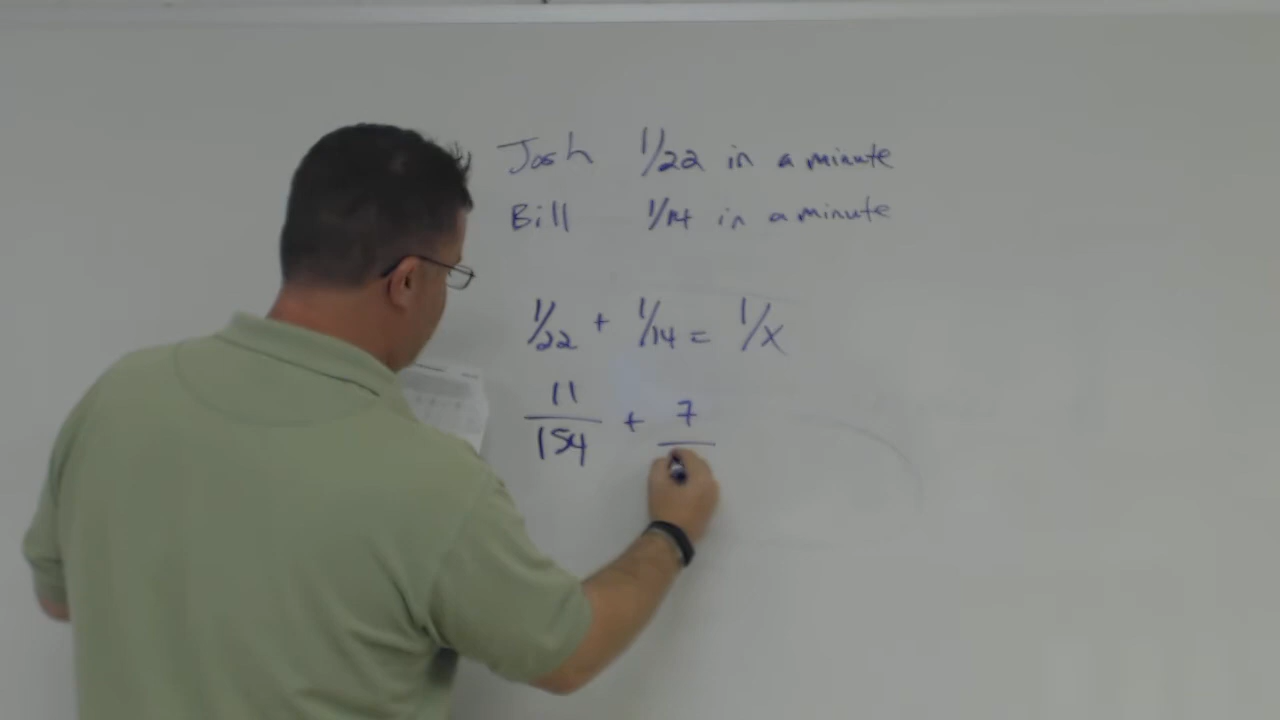 Josh 1/22 in a minute
Bill 1/14 in a minute
1/22 + 1/14 = 1/x
11/154 + 7/